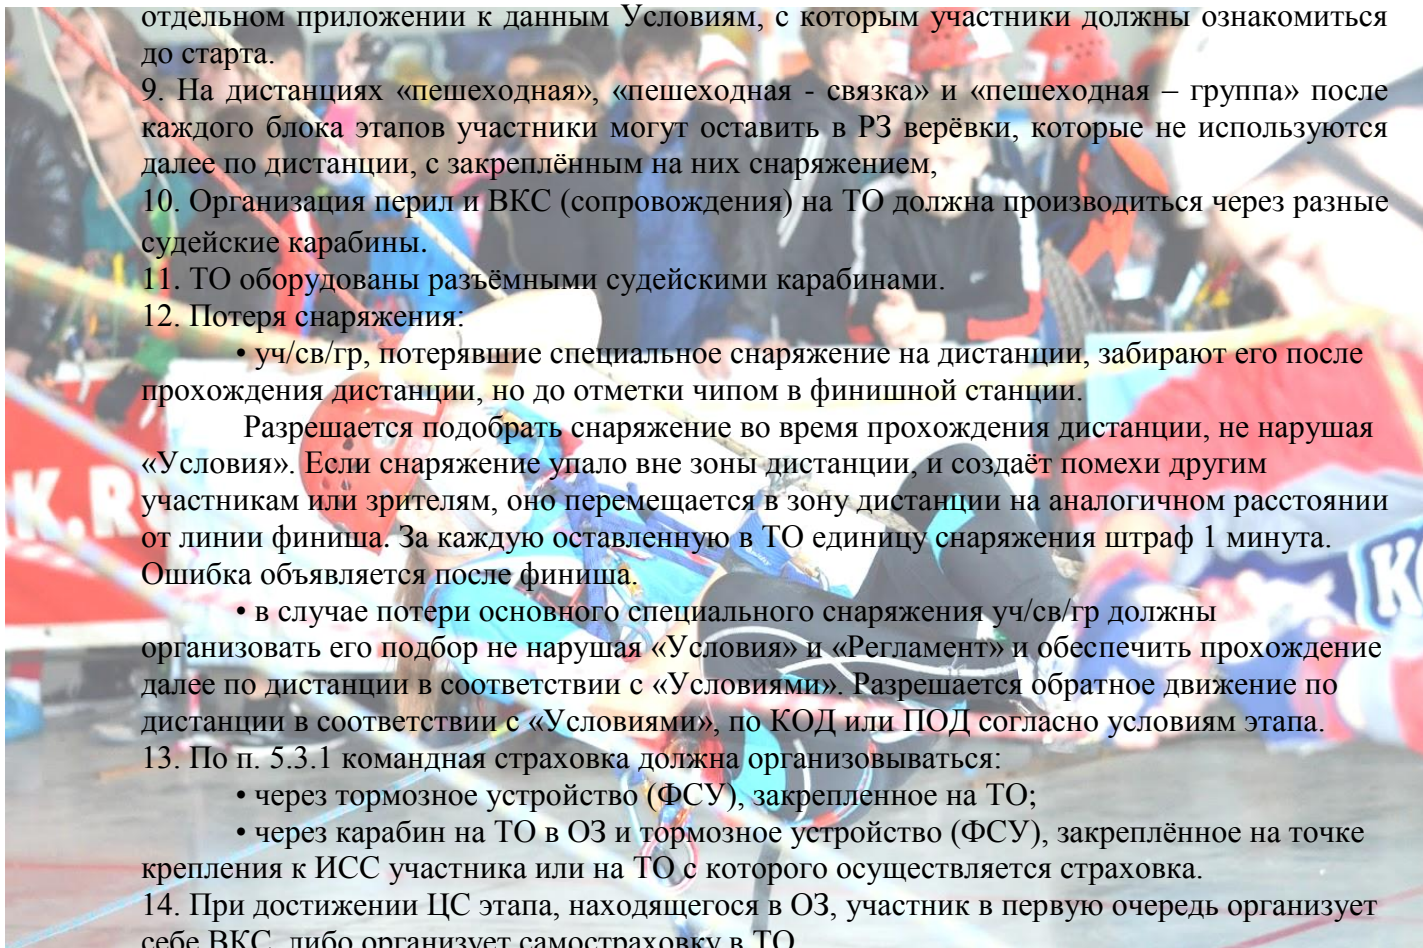 отдельном приложении к данным Условиям, с которым участники должны ознакомиться
до старта.
9. На дистанциях «пешеходная», «пешеходная - связка» и «пешеходная – группа» после
каждого блока этапов участники могут оставить в РЗ верёвки, которые не используются
далее по дистанции, с закреплённым на них снаряжением,
10. Организация перил и ВКС (сопровождения) на ТО должна производиться через разные
судейские карабины.
11. ТО оборудованы разъёмными судейскими карабинами.
12. Потеря снаряжения:
• уч/св/гр, потерявшие специальное снаряжение на дистанции, забирают его после
прохождения дистанции, но до отметки чипом в финишной станции.
Разрешается подобрать снаряжение во время прохождения дистанции, не нарушая
«Условия». Если снаряжение упало вне зоны дистанции, и создаёт помехи другим
участникам или зрителям, оно перемещается в зону дистанции на аналогичном расстоянии
от линии финиша. За каждую оставленную в ТО единицу снаряжения штраф 1 минута.
Ошибка объявляется после финиша.
• в случае потери основного специального снаряжения уч/св/гр должны
организовать его подбор не нарушая «Условия» и «Регламент» и обеспечить прохождение
далее по дистанции в соответствии с «Условиями». Разрешается обратное движение по
дистанции в соответствии с «Условиями», по КОД или ПОД согласно условиям этапа.
13. По п. 5.3.1 командная страховка должна организовываться:
• через тормозное устройство (ФСУ), закрепленное на ТО;
• через карабин на ТО в ОЗ и тормозное устройство (ФСУ), закреплённое на точке
крепления к ИСС участника или на ТО с которого осуществляется страховка.
14. При достижении ЦС этапа, находящегося в ОЗ, участник в первую очередь организует
себе ВКС, либо организует самостраховку в ТО
K.R
K